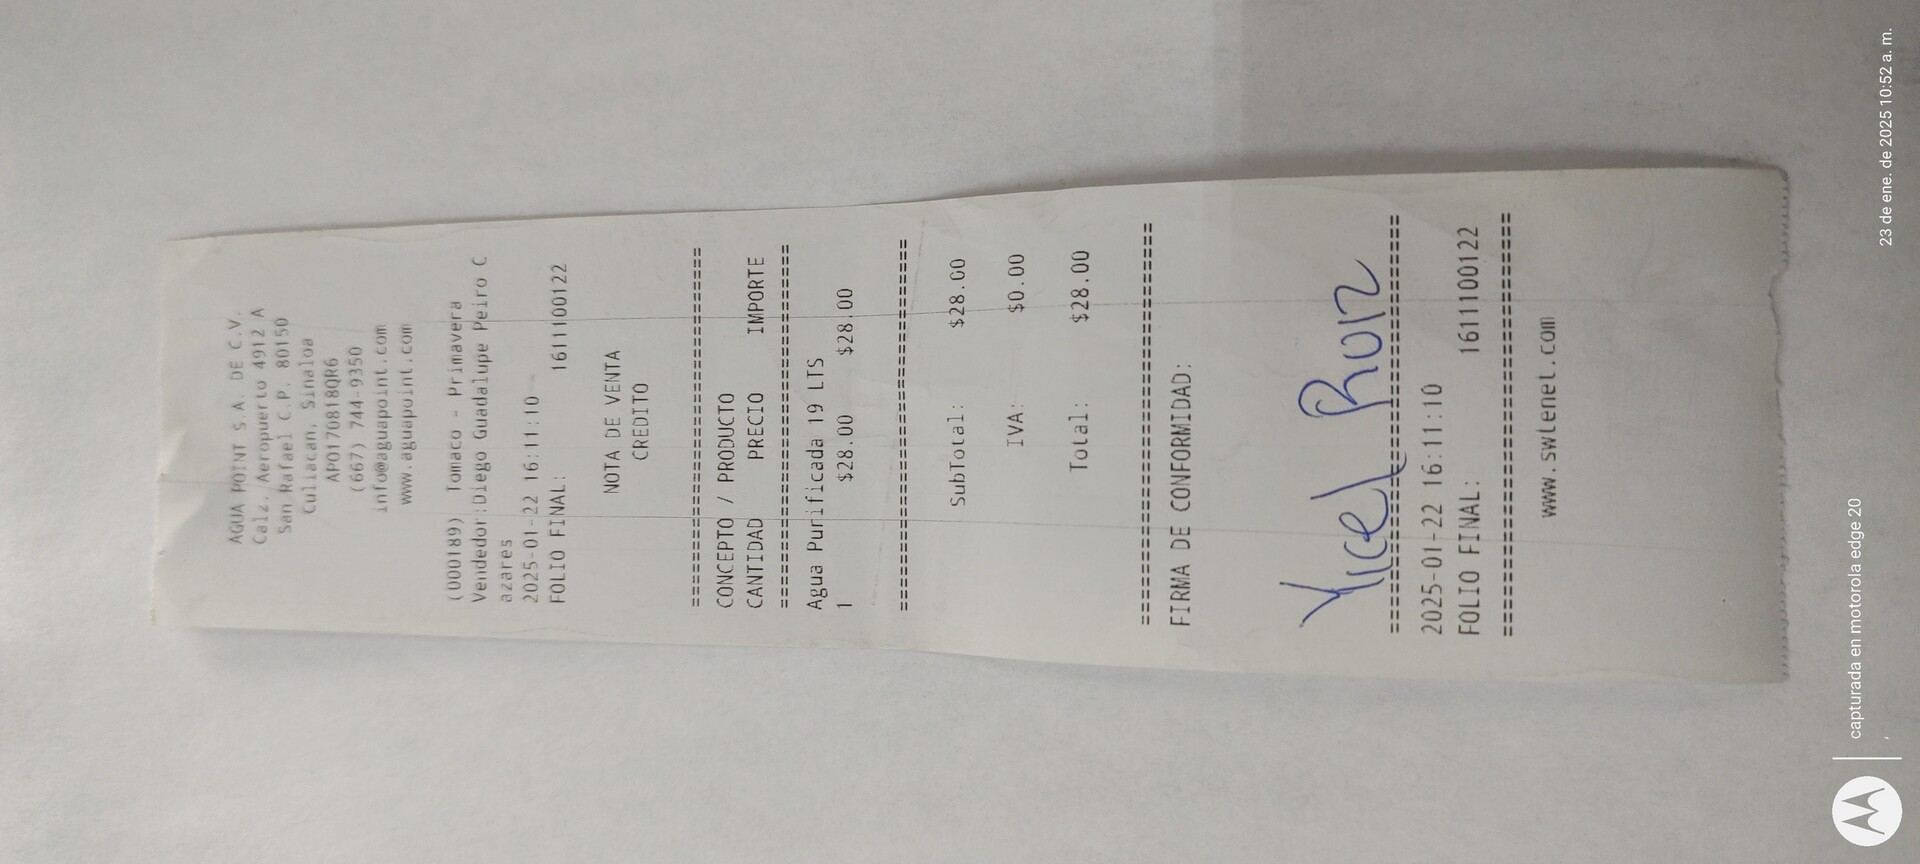 AGUA POINT S.A. DE C.V.
Calz. Aeropuerto 4912 A
San Rafael C.P. 80150
Culiacan, Sinaloa
APO170818QR6
(667) 744-9350
info@aguapoint.com
www.aguapoint.com
(000189) Tomaco - Primavera
Vendedor:Diego Guadalupe Peiro C
azares
2025-01-22 16:11:10
FOLIO FINAL: 1611100122
NOTA DE VENTA
CREDITO
================================
CONCEPTO / PRODUCTO
CANTIDAD PRECIO IMPORTE
================================
Agua Purificada 19 LTS
1 $28.00 $28.00
================================
SubTotal: $28.00
IVA: $0.00
Total: $28.00
================================
FIRMA DE CONFORMIDAD:
Yicel Ruiz
================================
2025-01-22 16:11:10
FOLIO FINAL: 1611100122
================================
www.swlenet.com
23 de ene. de 2025 10:52 a. m.
capturada en motorola edge 20